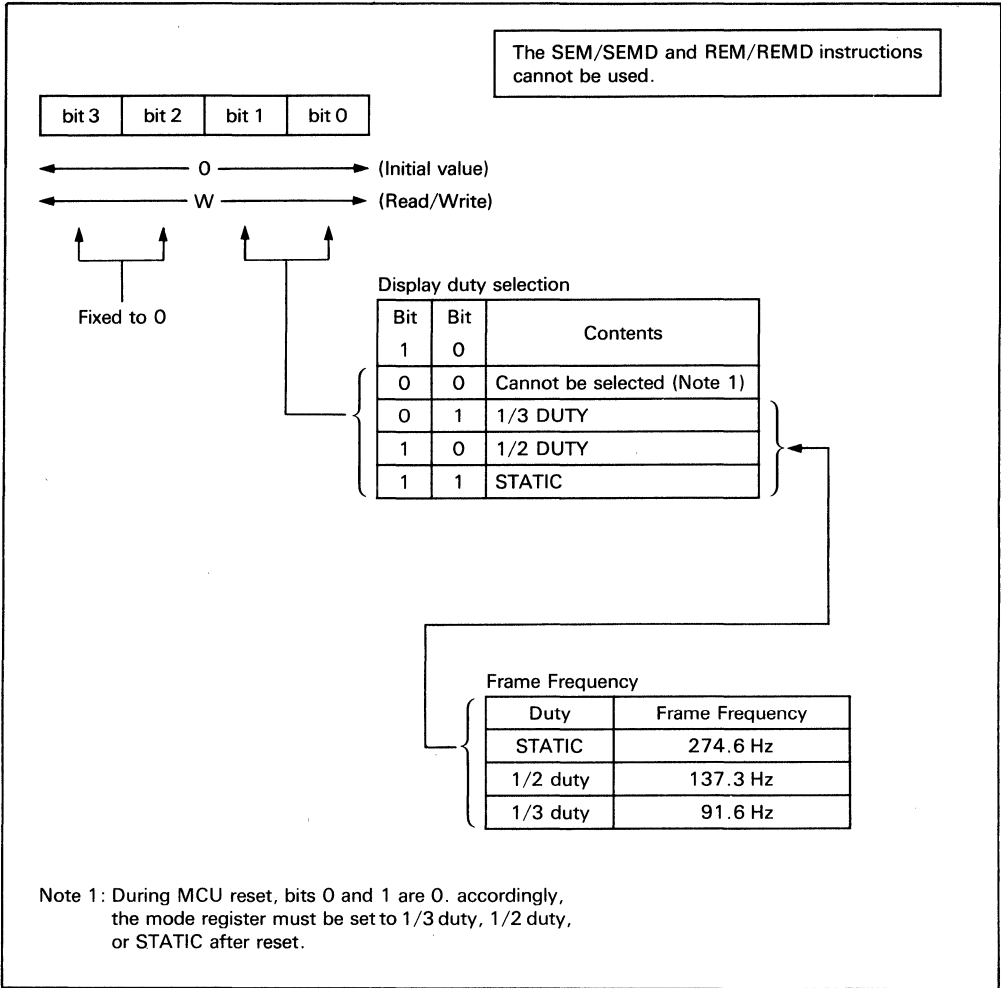 The SEM/SEMD and REM/REMD instructions
cannot be used.
bit 3 bit 2 bit 1 bit 0
0 (Initial value)
W (Read/Write)
Fixed to 0
Display duty selection
Bit Bit Contents
1 0
0 0 Cannot be selected (Note 1)
0 1 1/3 DUTY
1 0 1/2 DUTY
1 1 STATIC
Frame Frequency
Duty Frame Frequency
STATIC 274.6 Hz
1/2 duty 137.3 Hz
1/3 duty 91.6 Hz
Note 1: During MCU reset, bits 0 and 1 are 0. accordingly,
the mode register must be set to 1/3 duty, 1/2 duty,
or STATIC after reset.